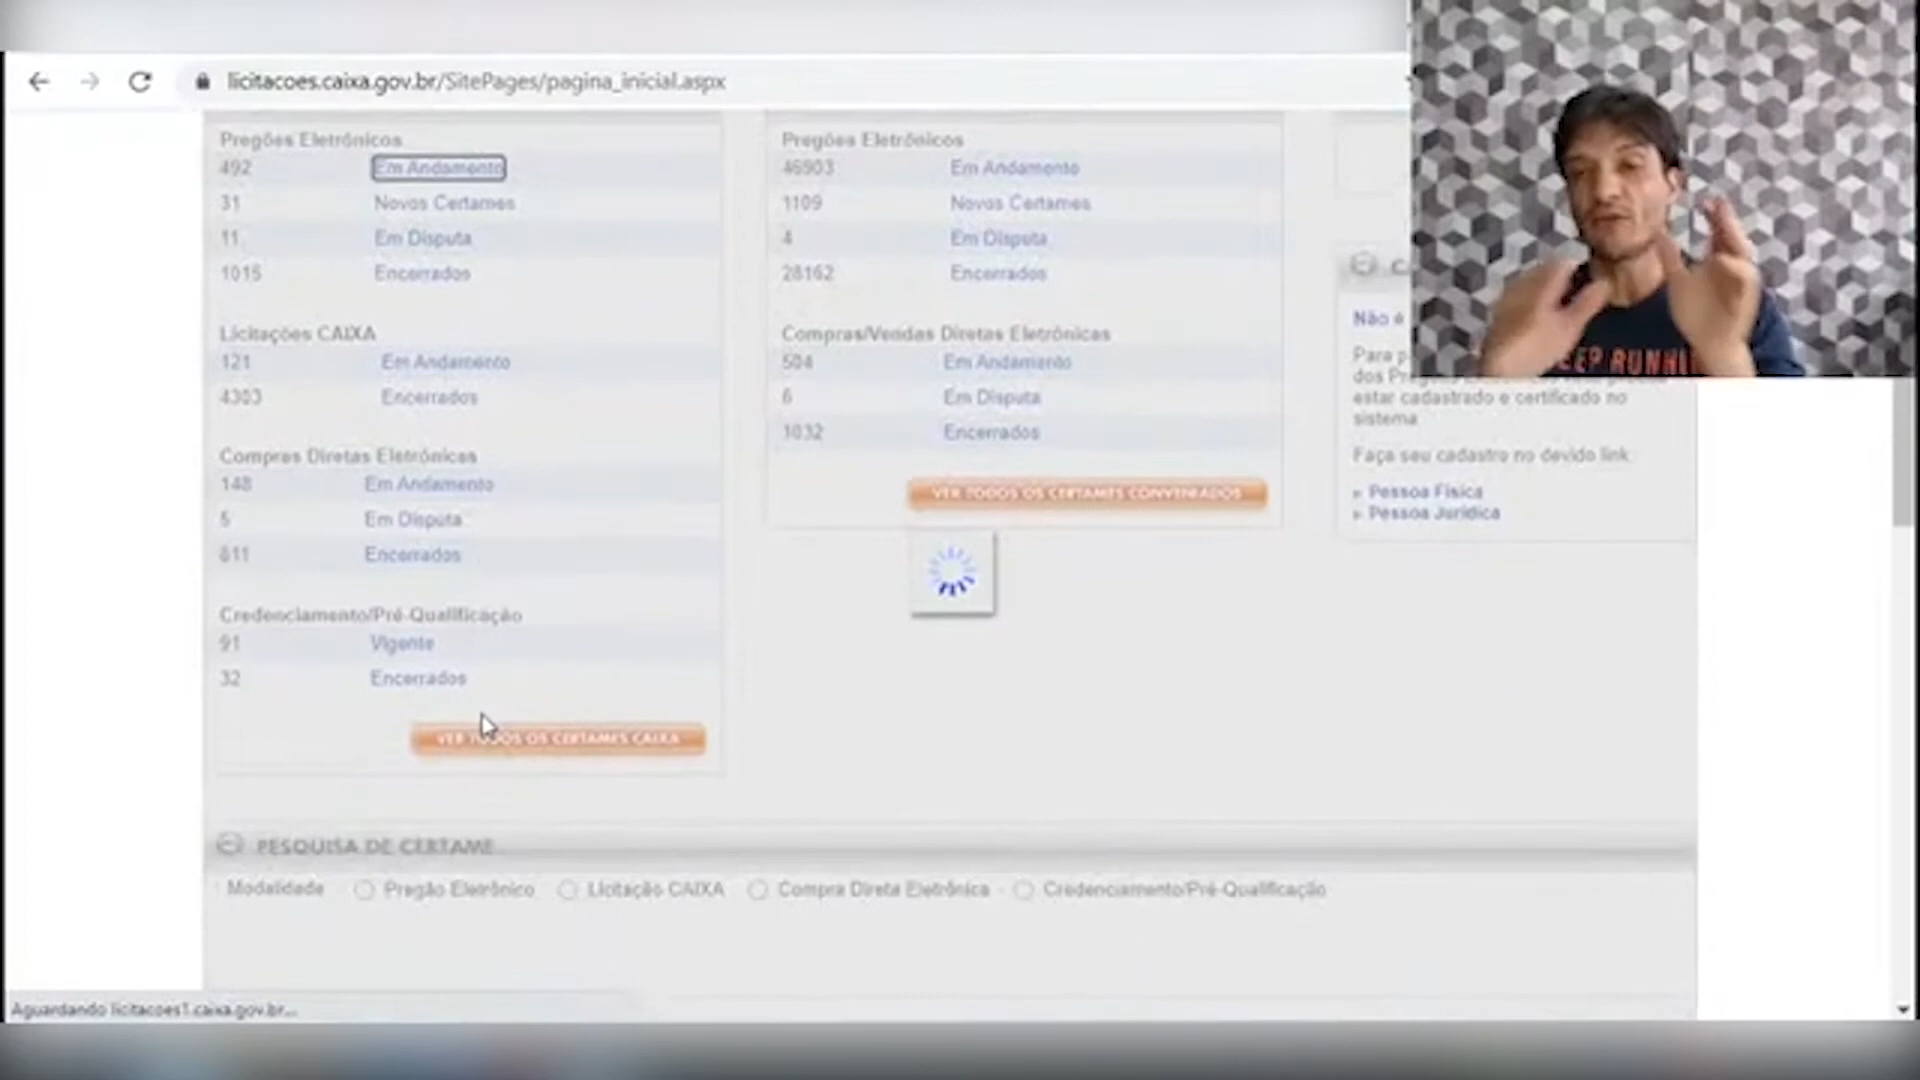 licitacoes.caixa.gov.br/SitePages/pagina_inicial.aspx
Pregões Eletrônicos
492 Em Andamento
31 Novos Certames
11 Em Disputa
1015 Encerrados
Licitações CAIXA
121 Em Andamento
4303 Encerrados
Compras Diretas Eletrônicas
148 Em Andamento
5 Em Disputa
811 Encerrados
Credenciamento/Pré-Qualificação
91 Vigente
32 Encerrados
VER TODOS OS CERTAMES CAIXA
Pregões Eletrônicos
46903 Em Andamento
1109 Novos Certames
4 Em Disputa
28162 Encerrados
Compras/Vendas Diretas Eletrônicas
504 Em Andamento
6 Em Disputa
1032 Encerrados
VER TODOS OS CERTAMES CONVENIADOS
Não é
Para p
dos
estar cadastrado e certificado no
sistema
Faça seu cadastro no devido link:
Pessoa Física
Pessoa Jurídica
EEP RUNNI
PESQUISA DE CERTAME
Modalidade Pregão Eletrônico Licitação CAIXA Compra Direta Eletrônica Credenciamento/Pré-Qualificação
Aguardando licitacoes1.caixa.gov.br...